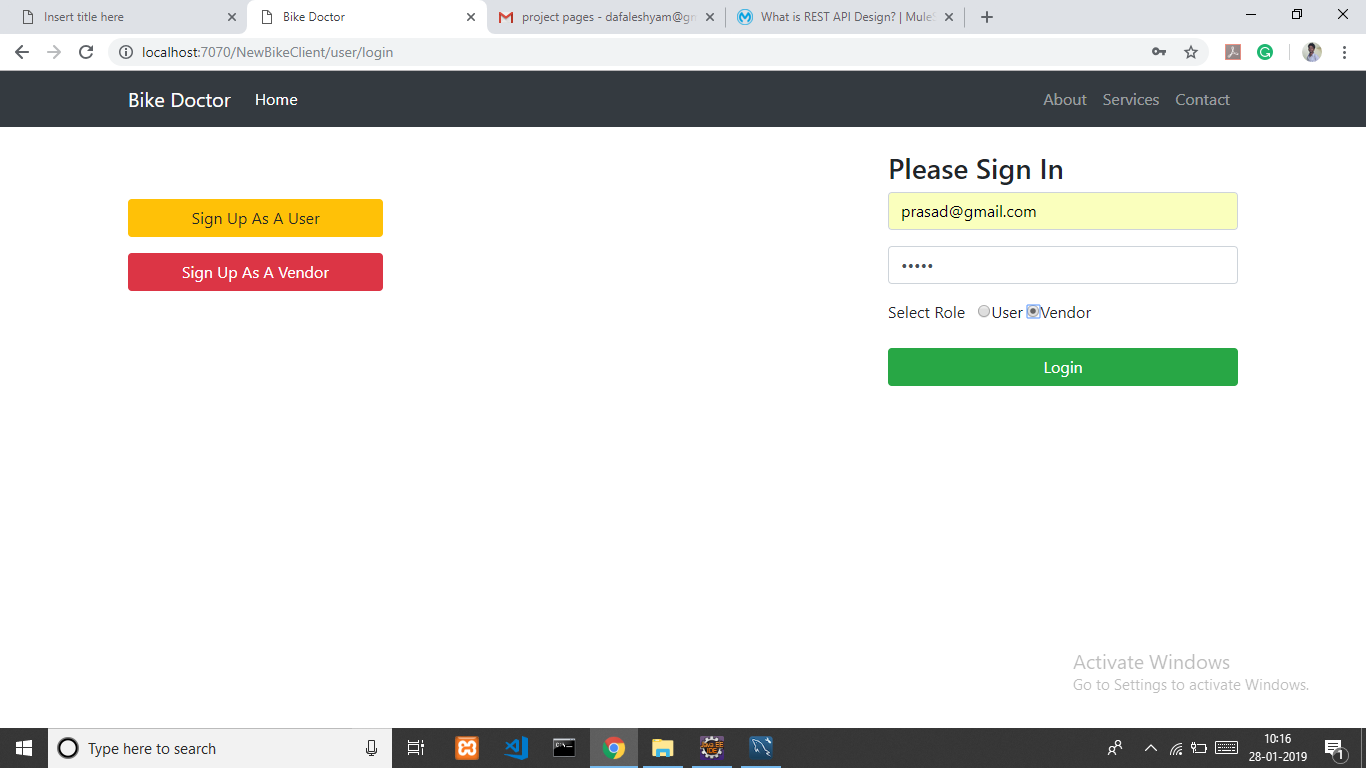 Insert title here
Bike Doctor
project pages - dafaleshyam@gm
What is REST API Design? | Mule
localhost:7070/NewBikeClient/user/login
Bike Doctor
Home
About
Services
Contact
Sign Up As A User
Sign Up As A Vendor
Please Sign In
prasad@gmail.com
•••••
Select Role User Vendor
Login
Activate Windows
Go to Settings to activate Windows.
Type here to search
10:16
28-01-2019
1